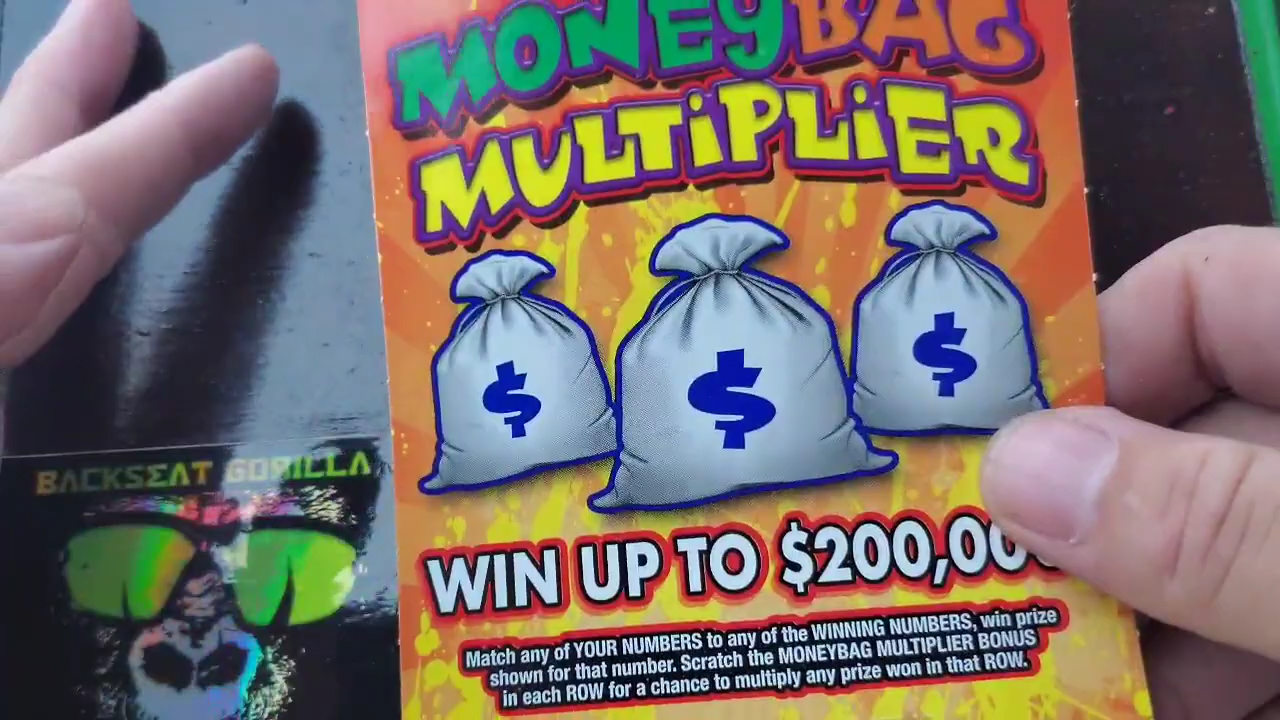 MONEYBAG
MULTIPLIER
$
$
$
BACKSEAT GORILLA
WIN UP TO $200,00
Match any of YOUR NUMBERS to any of the WINNING NUMBERS, win prize
shown for that number. Scratch the MONEYBAG MULTIPLIER BONUS
in each ROW for a chance to multiply any prize won in that ROW.